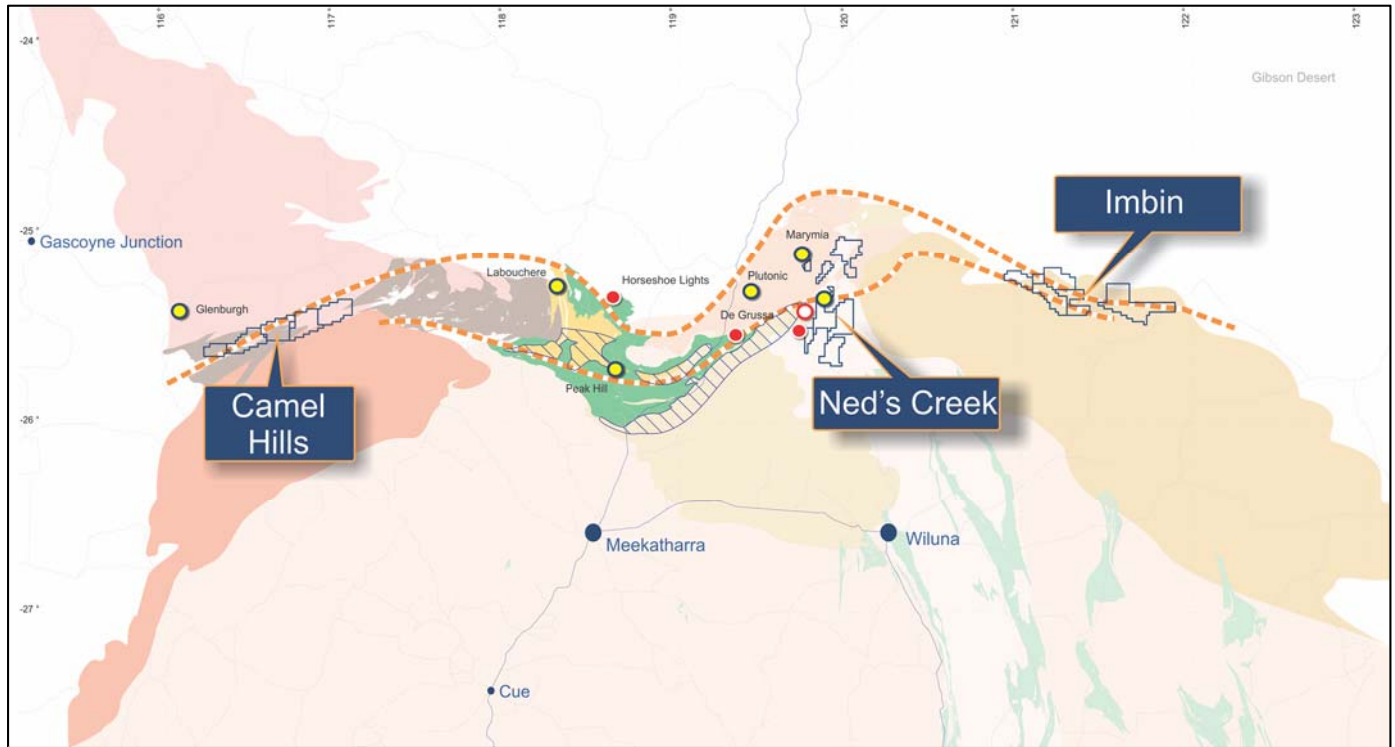 116 °
117 °
118 °
119 °
120 °
121 °
122 °
123 °
-24 °
Gibson Desert
Imbin
-25 °
Gascoyne Junction
Marymia
Labouchere
Horseshoe Lights
Plutonic
Glenburgh
De Grussa
Peak Hill
Camel
Hills
Ned's Creek
-26 °
Meekatharra
Wiluna
-27 °
Cue